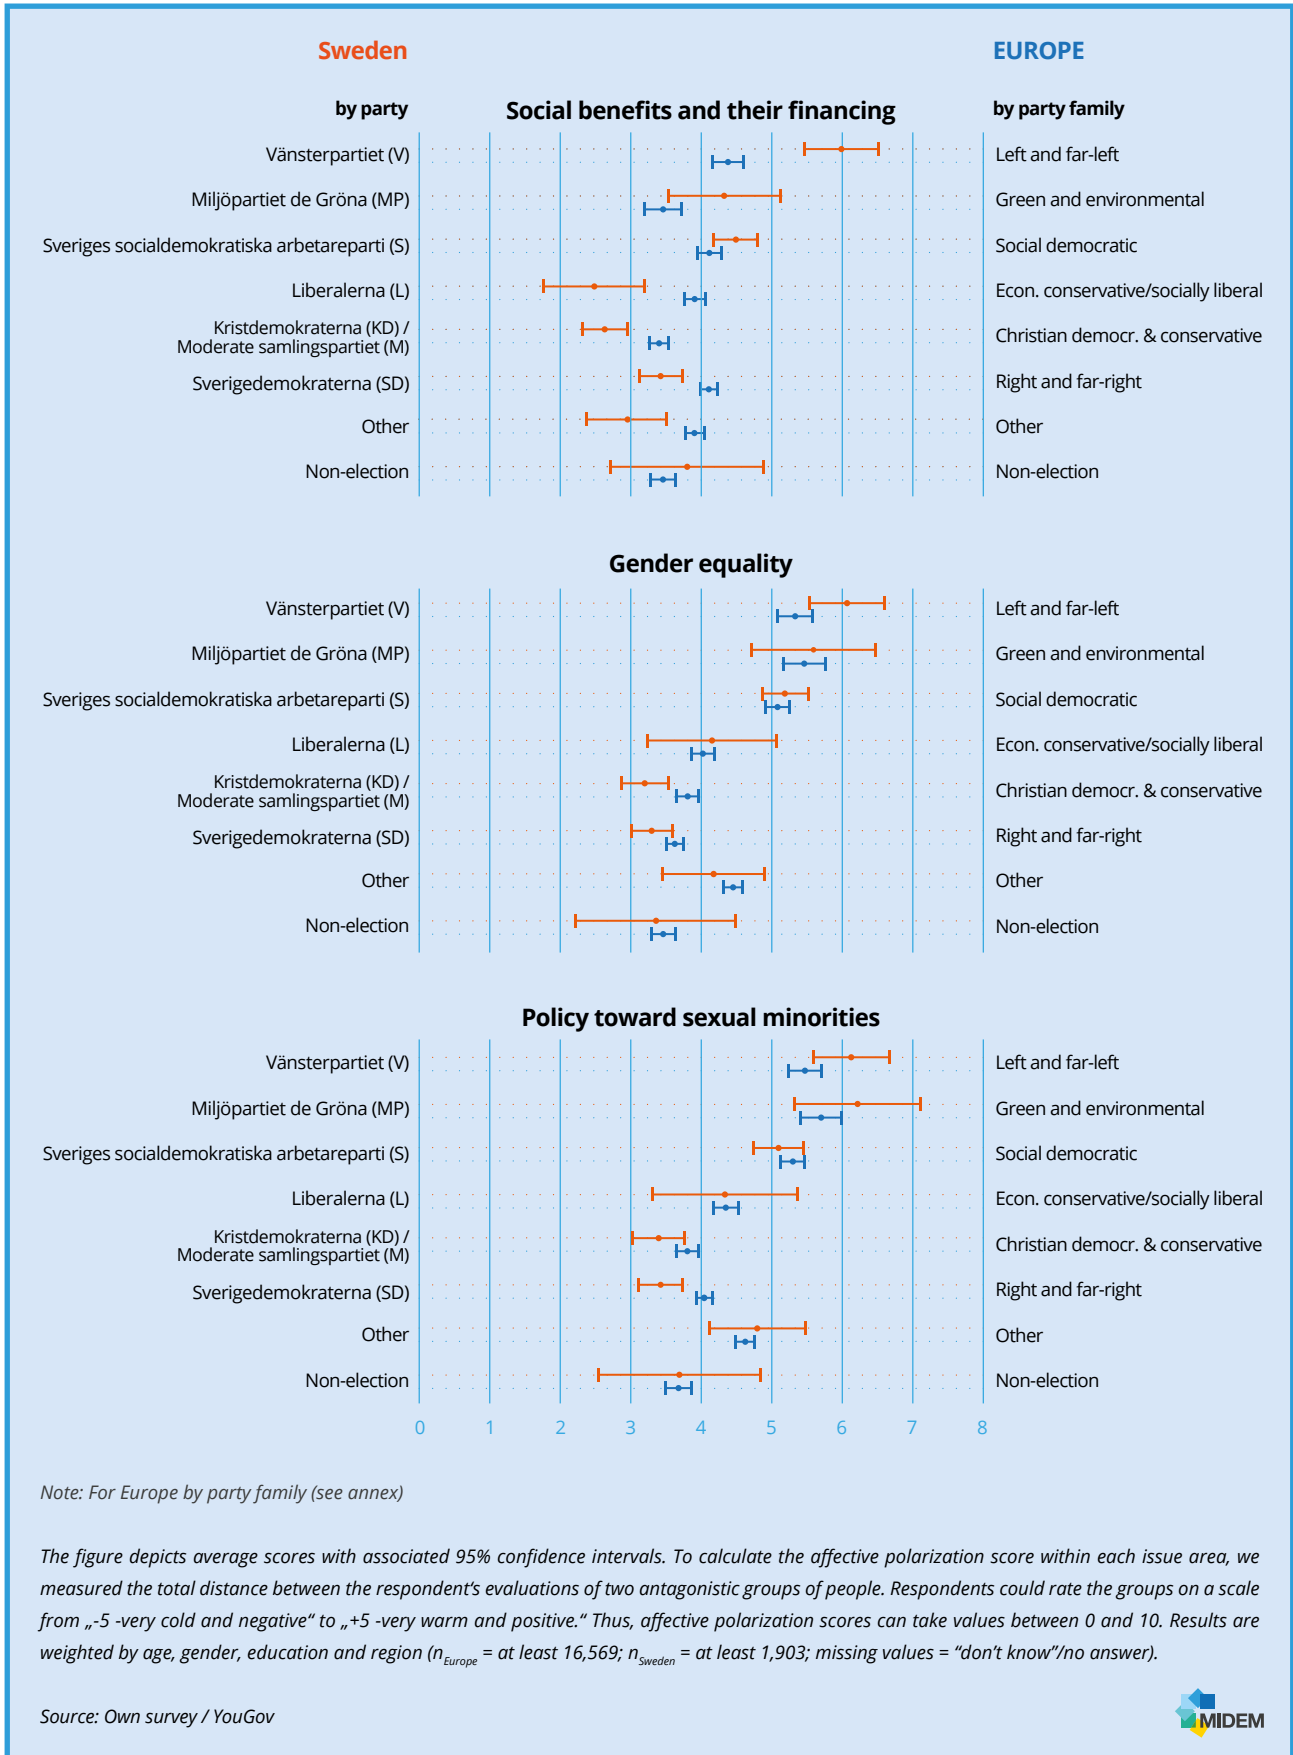 Sweden
EUROPE
by party
Social benefits and their financing
by party family
Vänsterpartiet (V)
Left and far-left
Miljöpartiet de Gröna (MP)
Green and environmental
Sveriges socialdemokratiska arbetareparti (S)
Social democratic
Liberalerna (L)
Econ. conservative/socially liberal
Kristdemokraterna (KD) /
Moderate samlingspartiet (M)
Christian democr. & conservative
Sverigedemokraterna (SD)
Right and far-right
Other
Other
Non-election
Non-election
Gender equality
Vänsterpartiet (V)
Left and far-left
Miljöpartiet de Gröna (MP)
Green and environmental
Sveriges socialdemokratiska arbetareparti (S)
Social democratic
Liberalerna (L)
Econ. conservative/socially liberal
Kristdemokraterna (KD) /
Moderate samlingspartiet (M)
Christian democr. & conservative
Sverigedemokraterna (SD)
Right and far-right
Other
Other
Non-election
Non-election
Policy toward sexual minorities
Vänsterpartiet (V)
Left and far-left
Miljöpartiet de Gröna (MP)
Green and environmental
Sveriges socialdemokratiska arbetareparti (S)
Social democratic
Liberalerna (L)
Econ. conservative/socially liberal
Kristdemokraterna (KD) /
Moderate samlingspartiet (M)
Christian democr. & conservative
Sverigedemokraterna (SD)
Right and far-right
Other
Other
Non-election
Non-election
0 1 2 3 4 5 6 7 8
Note: For Europe by party family (see annex)
The figure depicts average scores with associated 95% confidence intervals. To calculate the affective polarization score within each issue area, we
measured the total distance between the respondent‘s evaluations of two antagonistic groups of people. Respondents could rate the groups on a scale
from „-5 -very cold and negative“ to „+5 -very warm and positive.“ Thus, affective polarization scores can take values between 0 and 10. Results are
weighted by age, gender, education and region (nEurope = at least 16,569; nSweden = at least 1,903; missing values = “don’t know”/no answer).
Source: Own survey / YouGov
MIDEM